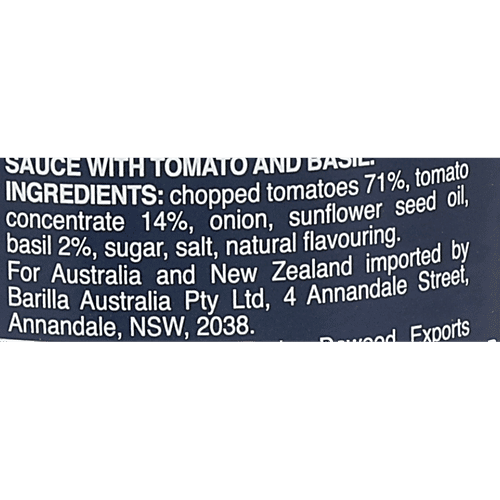 SAUCE WITH TOMATO AND BASIL.
INGREDIENTS: chopped tomatoes 71%, tomato
concentrate 14%, onion, sunflower seed oil,
basil 2%, sugar, salt, natural flavouring.
For Australia and New Zealand imported by
Barilla Australia Pty Ltd, 4 Annandale Street,
Annandale, NSW, 2038.
Exports